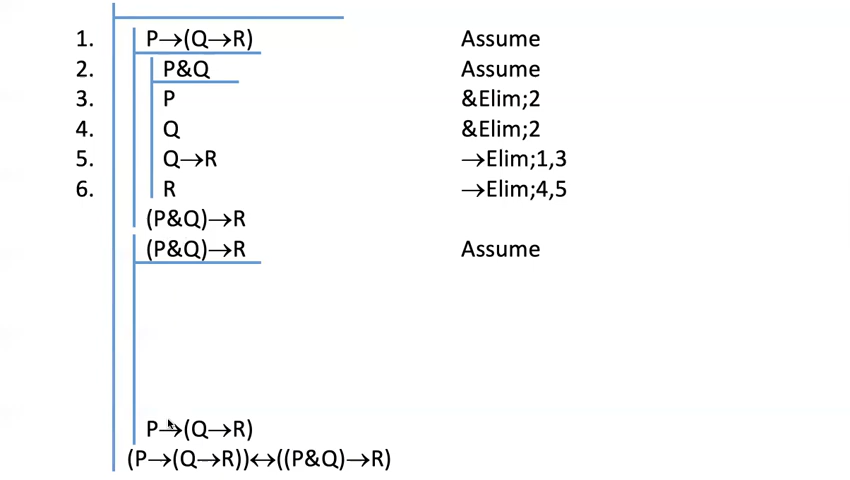 1. P→(Q→R) Assume
2. P&Q Assume
3. P &Elim;2
4. Q &Elim;2
5. Q→R →Elim;1,3
6. R →Elim;4,5
(P&Q)→R
(P&Q)→R Assume
P→(Q→R)
(P→(Q→R))↔((P&Q)→R)